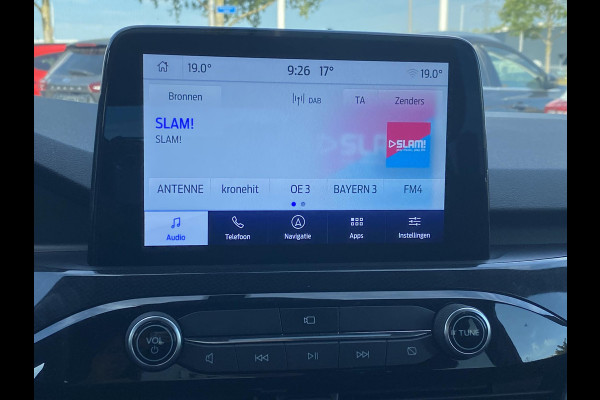 19.0° 9:26 17° 19.0°
Bronnen DAB TA Zenders
SLAM!
SLAM!
SLAM!
SLAM!
ANTENNE kronehit OE 3 BAYERN 3 FM4
Audio Telefoon Navigatie Apps Instellingen
VOL TUNE